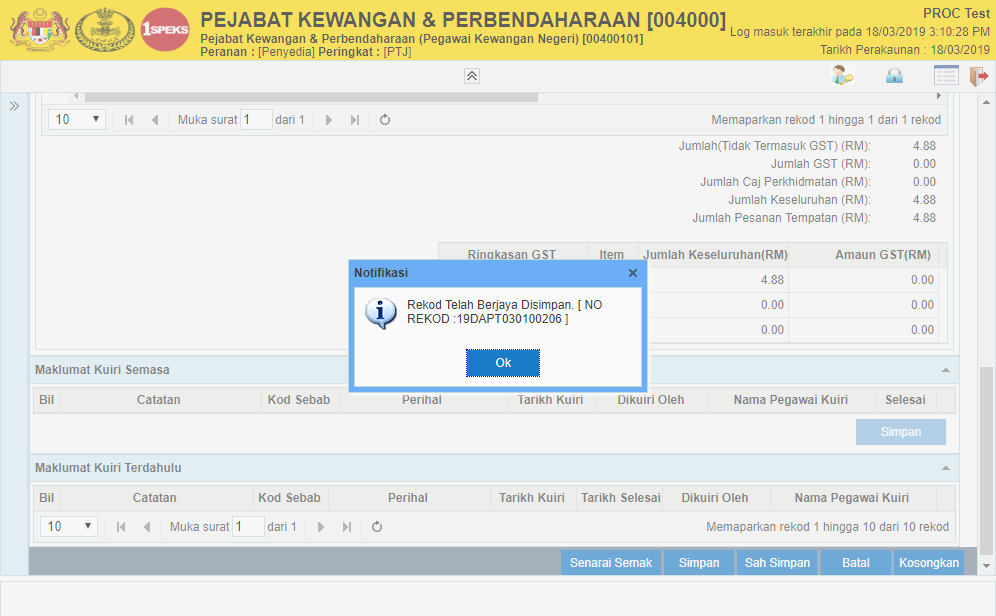 1SPEKS
PEJABAT KEWANGAN & PERBENDAHARAAN [004000]
Pejabat Kewangan & Perbendaharaan (Pegawai Kewangan Negeri) [00400101]
Peranan : [Penyedia] Peringkat : [PTJ]
PROC Test
Log masuk terakhir pada 18/03/2019 3:10:28 PM
Tarikh Perakaunan : 18/03/2019
10 Muka surat 1 dari 1 Memaparkan rekod 1 hingga 1 dari 1 rekod
Jumlah(Tidak Termasuk GST) (RM): 4.88
Jumlah GST (RM): 0.00
Jumlah Caj Perkhidmatan (RM): 0.00
Jumlah Keseluruhan (RM): 4.88
Jumlah Pesanan Tempatan (RM): 4.88
Ringkasan GST Item Jumlah Keseluruhan(RM) Amaun GST(RM)
4.88 0.00
0.00 0.00
0.00 0.00
Notifikasi
Rekod Telah Berjaya Disimpan. [ NO
REKOD :19DAPT030100206 ]
Ok
Maklumat Kuiri Semasa
Bil Catatan Kod Sebab Perihal Tarikh Kuiri Dikuiri Oleh Nama Pegawai Kuiri Selesai
Simpan
Maklumat Kuiri Terdahulu
Bil Catatan Kod Sebab Perihal Tarikh Kuiri Tarikh Selesai Dikuiri Oleh Nama Pegawai Kuiri
10 Muka surat 1 dari 1 Memaparkan rekod 1 hingga 10 dari 10 rekod
Senarai Semak Simpan Sah Simpan Batal Kosongkan